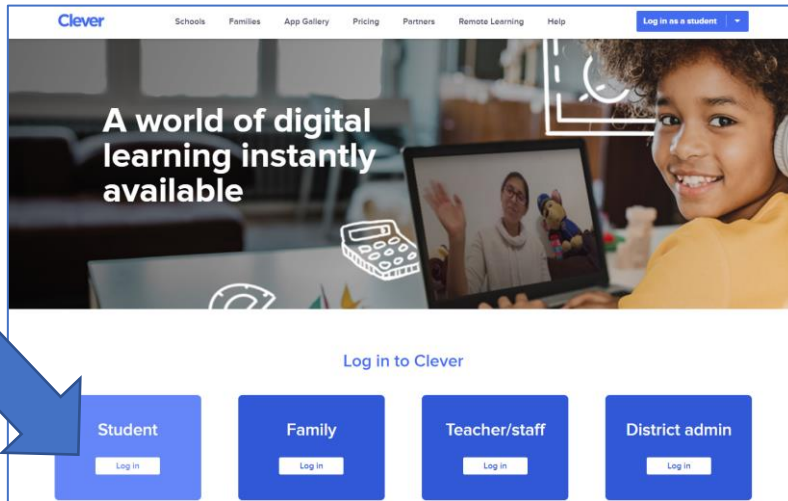 Clever
Schools Families App Gallery Pricing Partners Remote Learning Help
Log in as a student
A world of digital
learning instantly
available
Log in to Clever
Student Family Teacher/staff District admin
Log in Log in Log in Log in